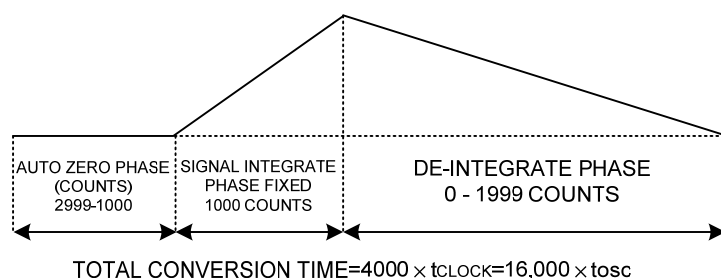 AUTO ZERO PHASE
(COUNTS)
2999-1000
SIGNAL INTEGRATE
PHASE FIXED
1000 COUNTS
DE-INTEGRATE PHASE
0 - 1999 COUNTS
TOTAL CONVERSION TIME=4000 × tCLOCK=16,000 × tOSC